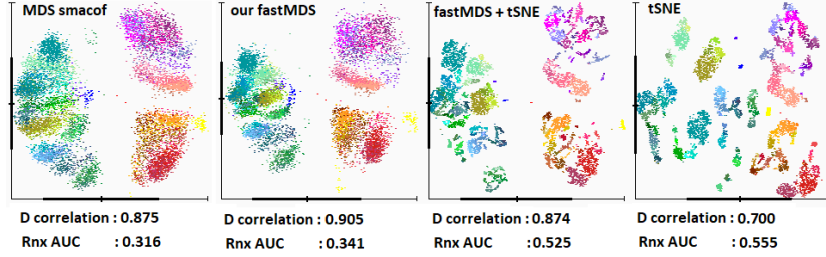 MDS smacof
our fastMDS
fastMDS + tSNE
tSNE
D correlation : 0.875
D correlation : 0.905
D correlation : 0.874
D correlation : 0.700
Rnx AUC : 0.316
Rnx AUC : 0.341
Rnx AUC : 0.525
Rnx AUC : 0.555